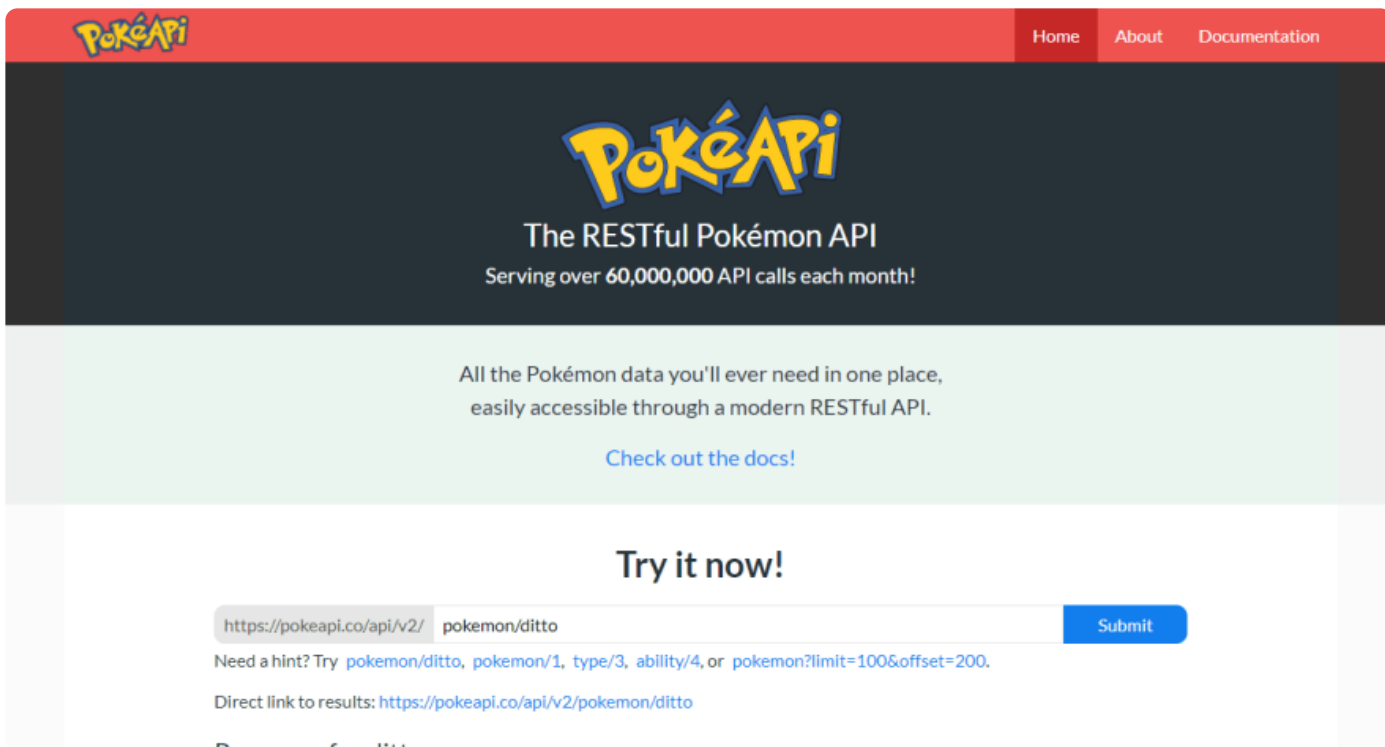 PokéAPi
Home About Documentation
PokéAPi
The RESTful Pokémon API
Serving over 60,000,000 API calls each month!
All the Pokémon data you'll ever need in one place,
easily accessible through a modern RESTful API.
Check out the docs!
Try it now!
https://pokeapi.co/api/v2/ pokemon/ditto Submit
Need a hint? Try pokemon/ditto, pokemon/1, type/3, ability/4, or pokemon?limit=100&offset=200.
Direct link to results: https://pokeapi.co/api/v2/pokemon/ditto